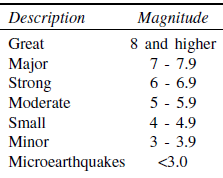 Description Magnitude
Great 8 and higher
Major 7 - 7.9
Strong 6 - 6.9
Moderate 5 - 5.9
Small 4 - 4.9
Minor 3 - 3.9
Microearthquakes <3.0